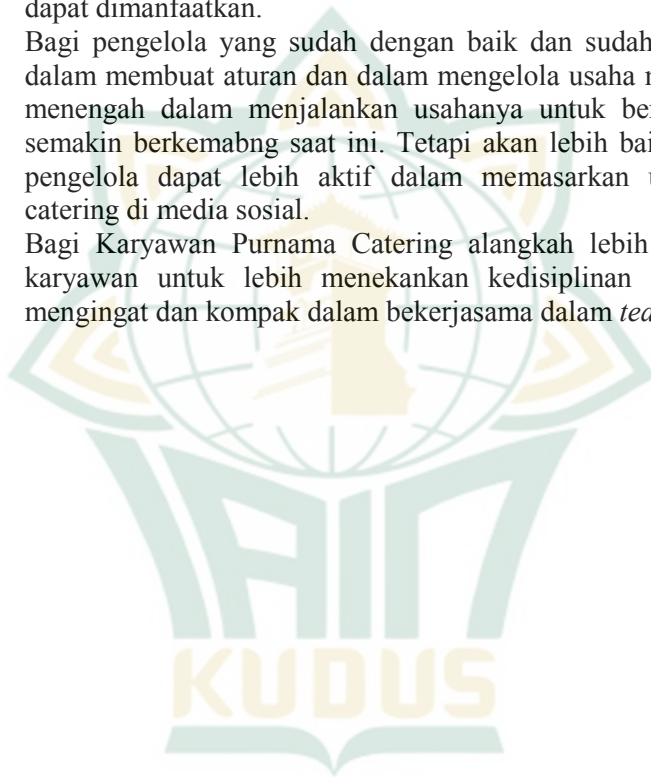 dapat dimanfaatkan.
Bagi pengelola yang sudah dengan baik dan sudah
dalam membuat aturan dan dalam mengelola usaha
menengah dalam menjalankan usahanya untuk
semakin berkemabng saat ini. Tetapi akan lebih
pengelola dapat lebih aktif dalam memasarkan
catering di media sosial.
Bagi Karyawan Purnama Catering alangkah lebih
karyawan untuk lebih menekankan kedisiplinan
mengingat dan kompak dalam bekerjasama dalam
IAIN
KUDUS